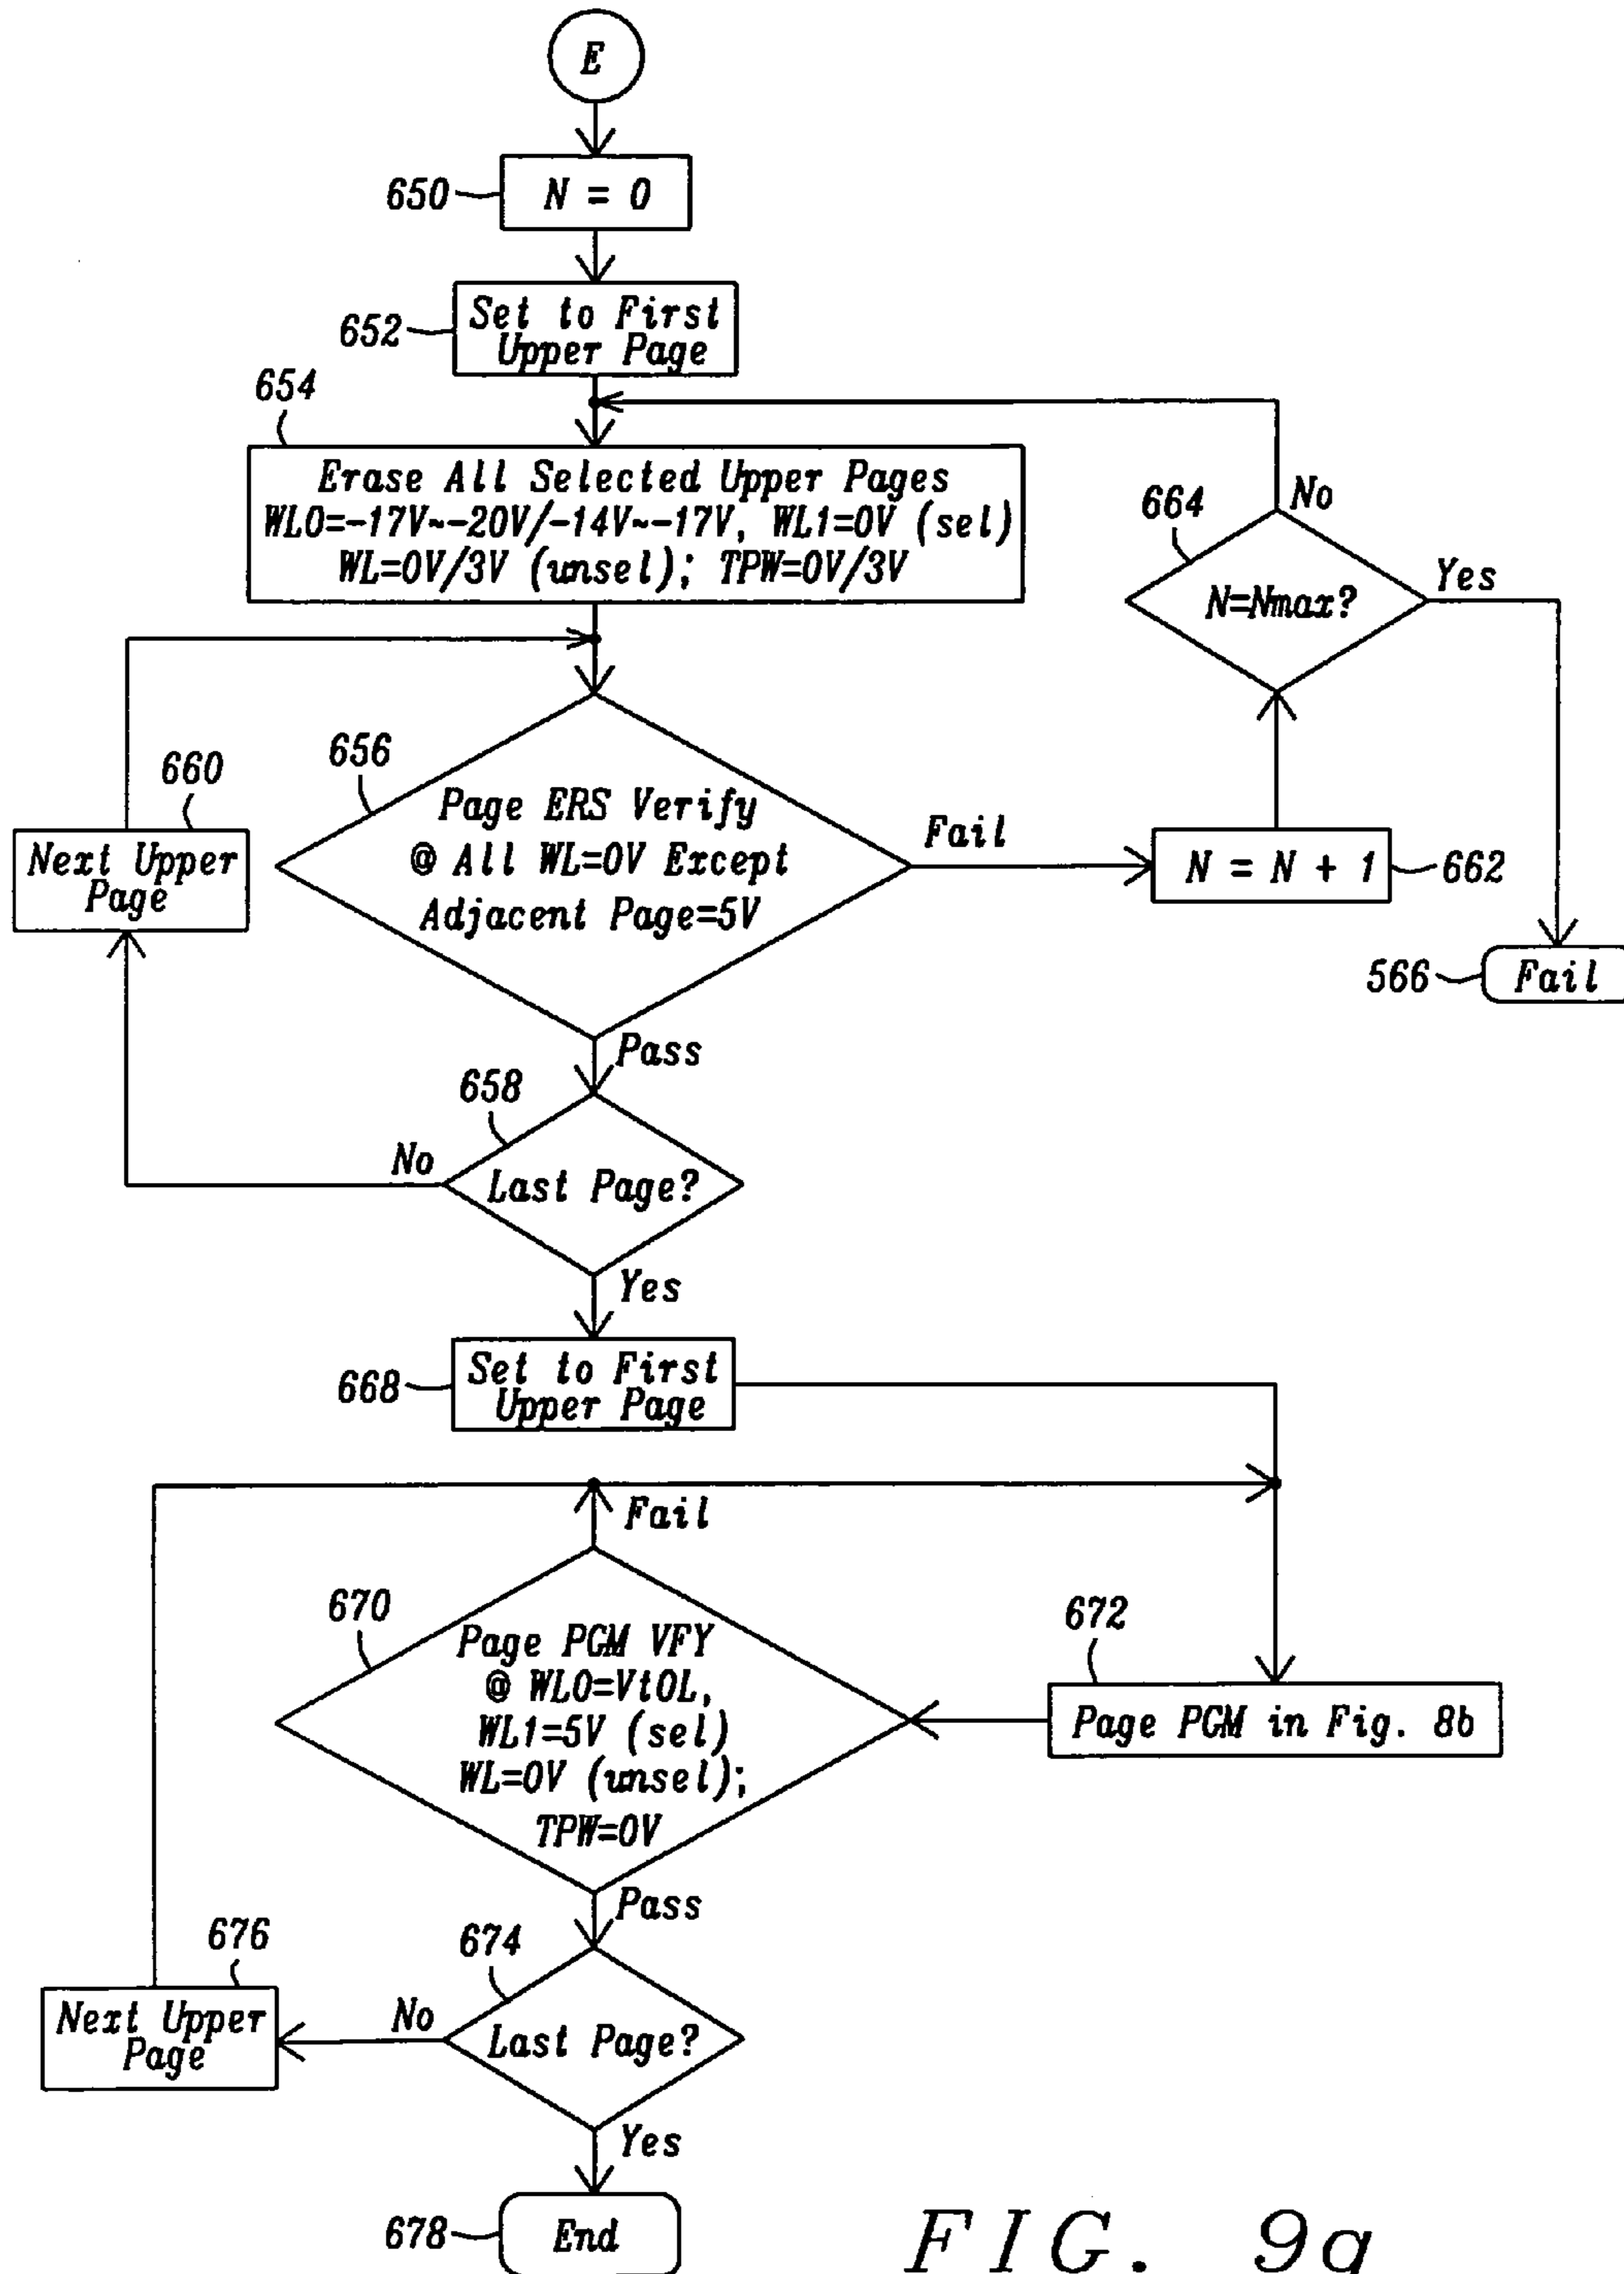 E
650
N = 0
652
Set to First
Upper Page
654
Erase All Selected Upper Pages
WL0=-17V~-20V/-14V~-17V, WL1=0V (sel)
WL=0V/3V (unsel); TPW=0V/3V
664
No
N=Nmax?
Yes
656
Page ERS Verify
@ All WL=0V Except
Adjacent Page=5V
660
Next Upper
Page
Fail
N = N + 1
662
566
Fail
Pass
658
No
Last Page?
Yes
668
Set to First
Upper Page
Fail
670
Page PGM VFY
@ WL0=Vt0L,
WL1=5V (sel)
WL=0V (unsel);
TPW=0V
672
Page PGM in Fig. 8b
Pass
676
Next Upper
Page
674
No
Last Page?
Yes
678
End
FIG. 9g